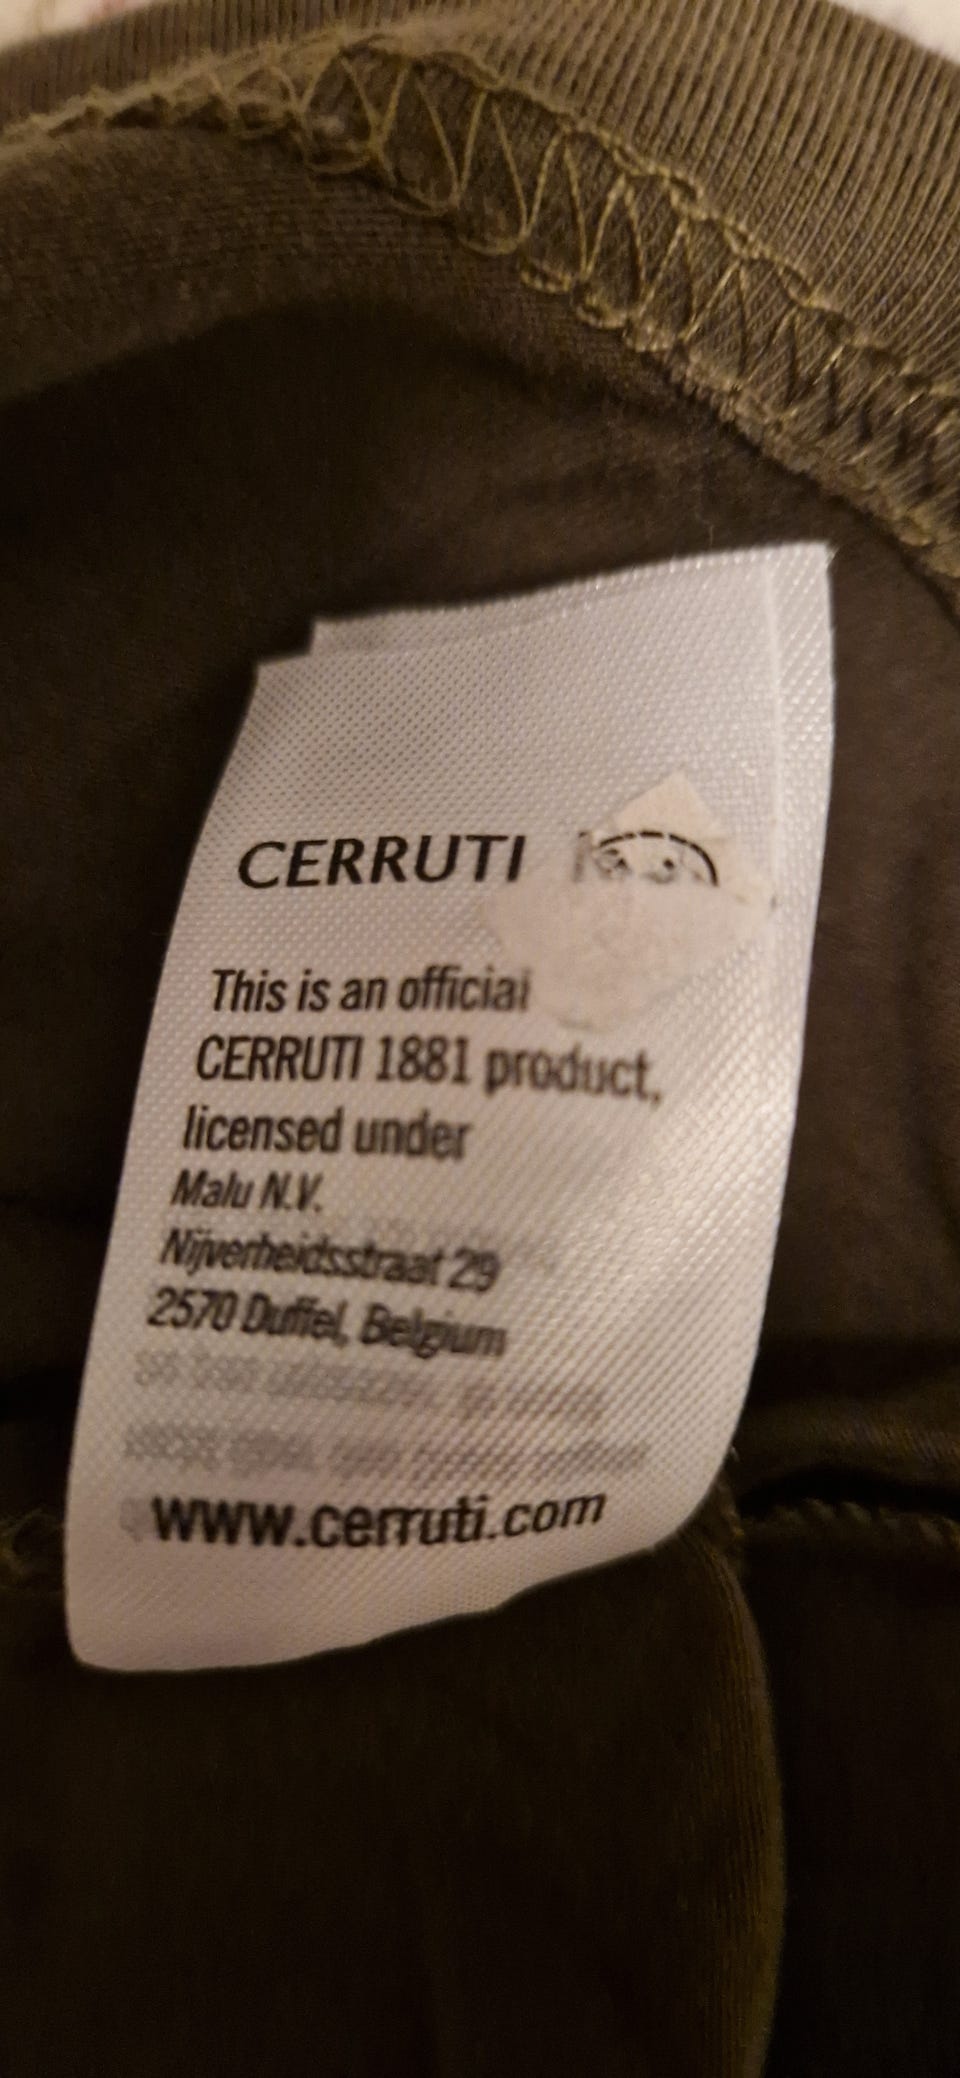 CERRUTI
This is an official
CERRUTI 1881 product,
licensed under
Malu N.V.
Nijverheidsstraat 29
2570 Duffel, Belgium
www.cerruti.com